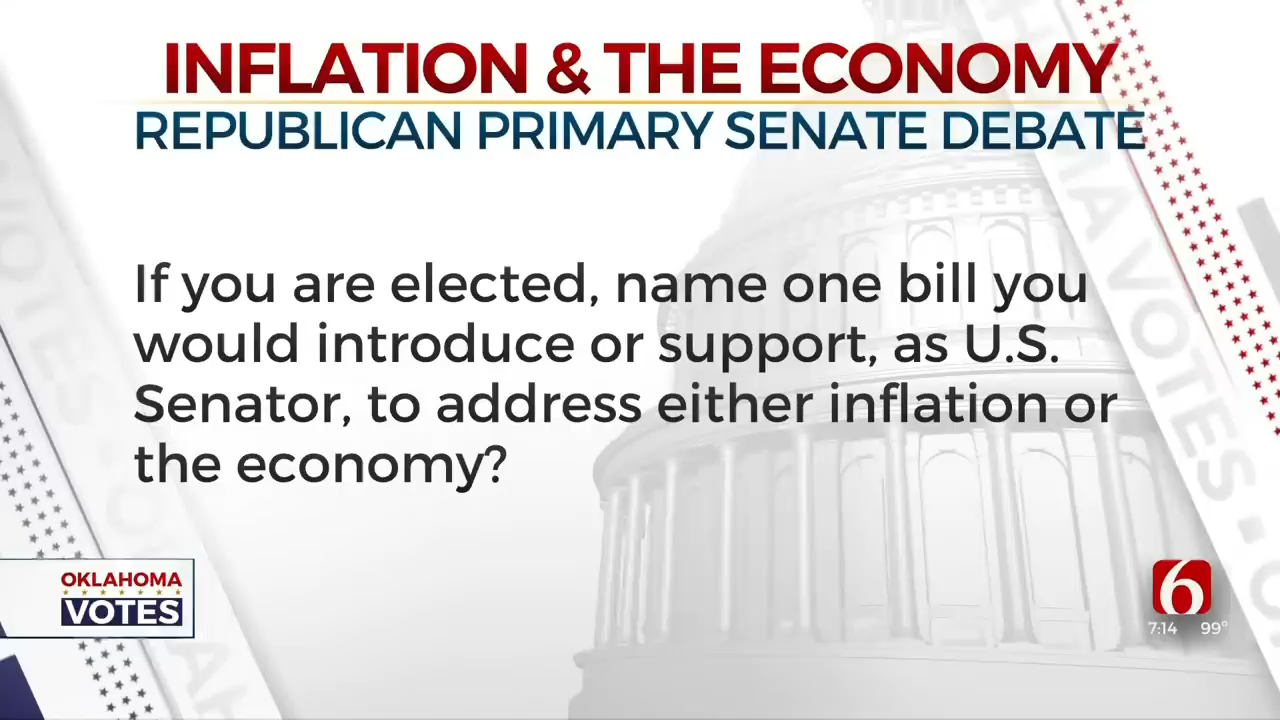 INFLATION & THE ECONOMY
REPUBLICAN PRIMARY SENATE DEBATE
If you are elected, name one bill you
would introduce or support, as U.S.
Senator, to address either inflation or
the economy?
OKLAHOMA
VOTES
6
7:14 99°
VOTES